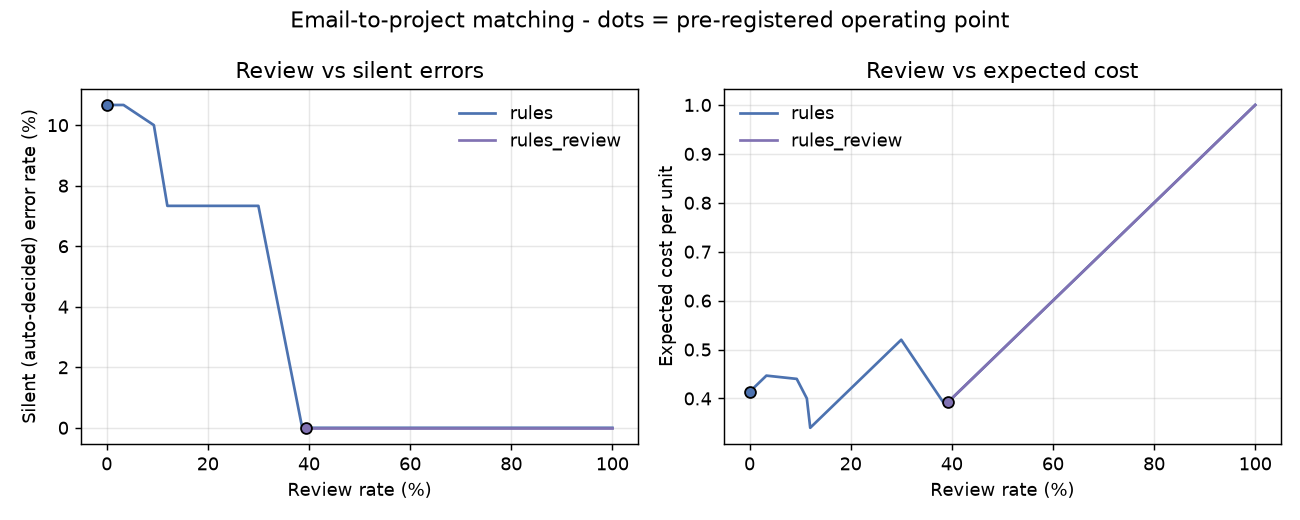 Email-to-project matching - dots = pre-registered operating point
Review vs silent errors
Silent (auto-decided) error rate (%)
10
8
6
4
2
0
rules
rules_review
0 20 40 60 80 100
Review rate (%)
Review vs expected cost
Expected cost per unit
1.0
0.9
0.8
0.7
0.6
0.5
0.4
rules
rules_review
0 20 40 60 80 100
Review rate (%)